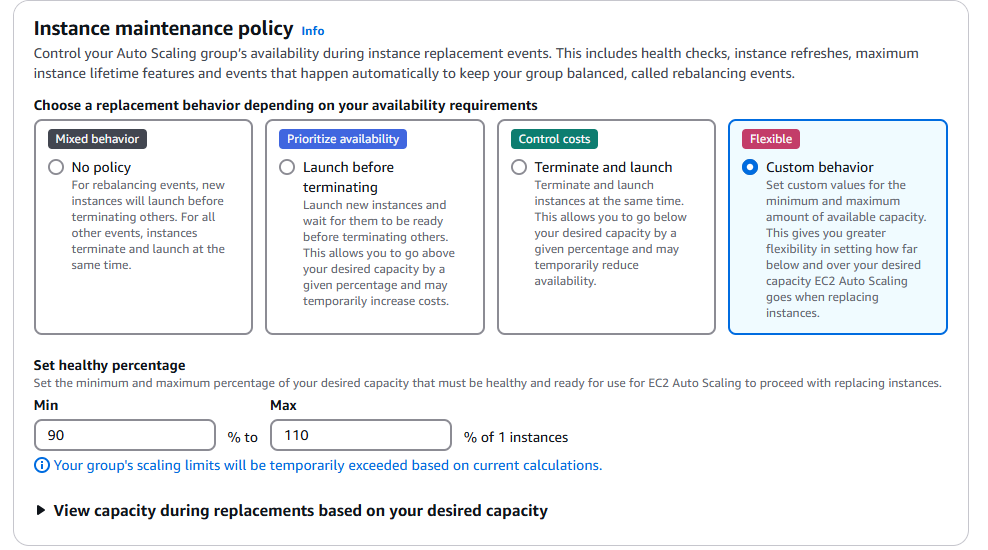 Instance maintenance policy Info
Control your Auto Scaling group's availability during instance replacement events. This includes health checks, instance refreshes, maximum
instance lifetime features and events that happen automatically to keep your group balanced, called rebalancing events.
Choose a replacement behavior depending on your availability requirements
Mixed behavior
No policy
For rebalancing events, new
instances will launch before
terminating others. For all
other events, instances
terminate and launch at the
same time.
Prioritize availability
Launch before
terminating
Launch new instances and
wait for them to be ready
before terminating others.
This allows you to go above
your desired capacity by a
given percentage and may
temporarily increase costs.
Control costs
Terminate and launch
Terminate and launch
instances at the same time.
This allows you to go below
your desired capacity by a
given percentage and may
temporarily reduce
availability.
Flexible
Custom behavior
Set custom values for the
minimum and maximum
amount of available capacity.
This gives you greater
flexibility in setting how far
below and over your desired
capacity EC2 Auto Scaling
goes when replacing
instances.
Set healthy percentage
Set the minimum and maximum percentage of your desired capacity that must be healthy and ready for use for EC2 Auto Scaling to proceed with replacing instances.
Min Max
90 % to 110 % of 1 instances
Your group's scaling limits will be temporarily exceeded based on current calculations.
View capacity during replacements based on your desired capacity